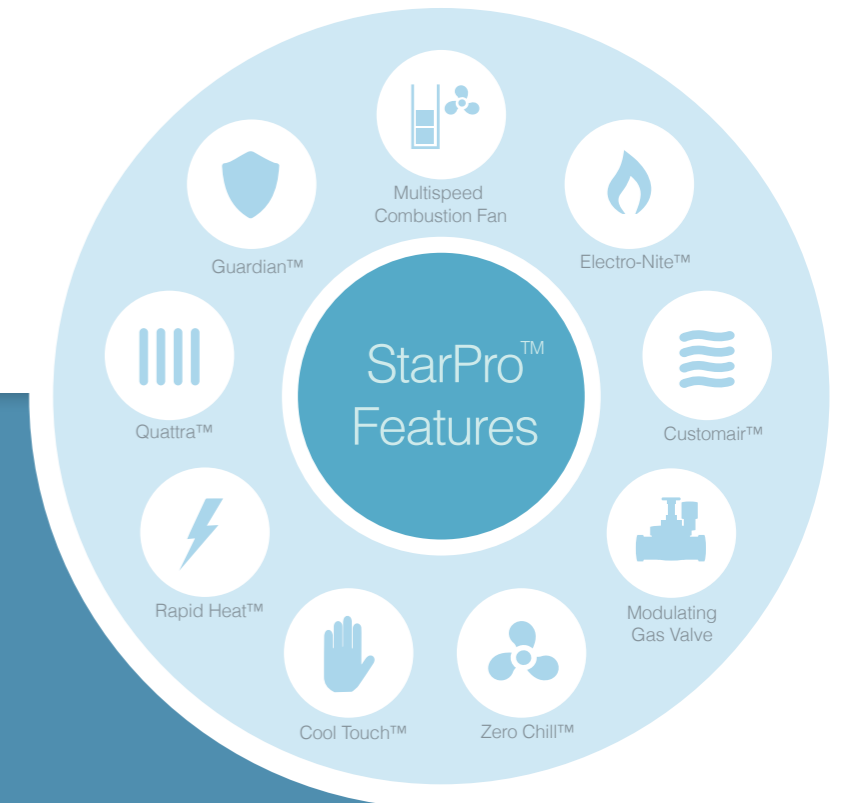 StarPro™
Features
Multispeed
Combustion Fan
Electro-Nite™
Customair™
Modulating
Gas Valve
Zero Chill™
Cool Touch™
Rapid Heat™
Quattra™
Guardian™